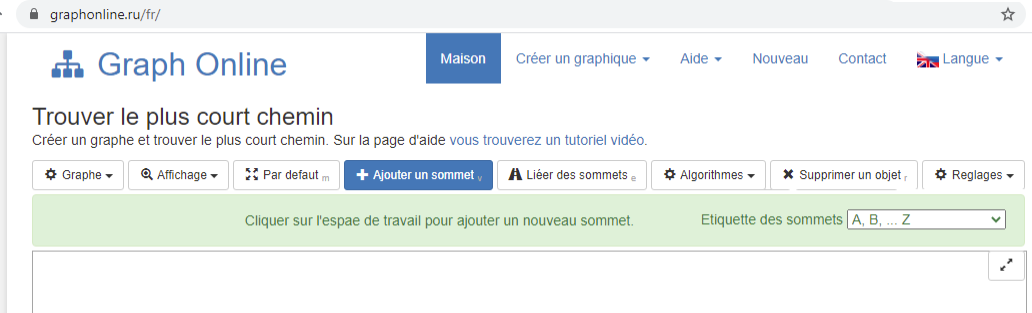 graphonline.ru/fr/
Graph Online
Maison
Créer un graphique
Aide
Nouveau
Contact
Langue
Trouver le plus court chemin
Créer un graphe et trouver le plus court chemin. Sur la page d'aide vous trouverez un tutoriel vidéo.
Graphe
Affichage
Par defaut m
Ajouter un sommet v
Liéer des sommets e
Algorithmes
Supprimer un objet r
Reglages
Cliquer sur l'espae de travail pour ajouter un nouveau sommet.
Etiquette des sommets A, B, ... Z